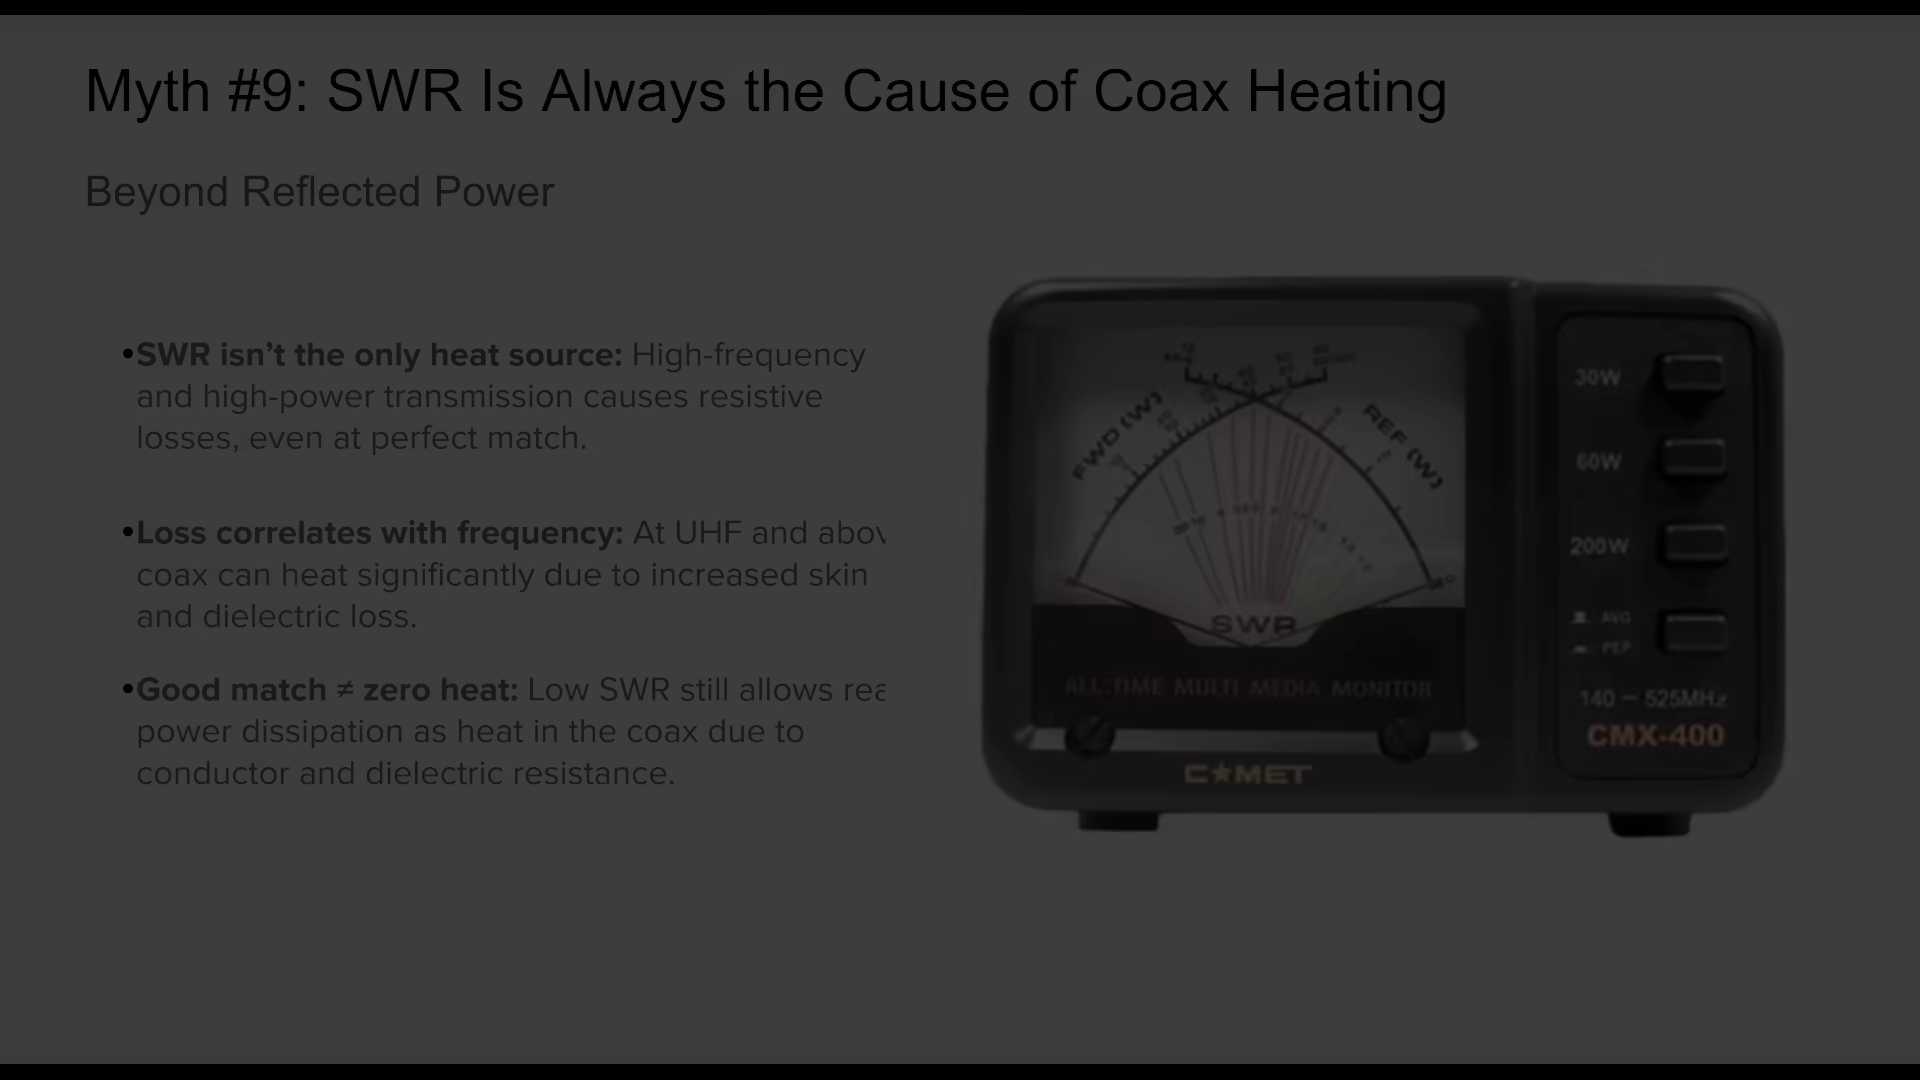 Myth #9: SWR Is Always the Cause of Coax Heating
Beyond Reflected Power
•SWR isn't the only heat source: High-frequency
and high-power transmission causes resistive
losses, even at perfect match.
•Loss correlates with frequency: At UHF and abov
coax can heat significantly due to increased skin
and dielectric loss.
•Good match ≠ zero heat: Low SWR still allows rea
power dissipation as heat in the coax due to
conductor and dielectric resistance.
FWD (W)
REF (W)
SWR
ALL TIME MULTI MEDIA MONITOR
C★MET
30W
60W
200W
AVG
PEP
140 – 525MHz
CMX-400